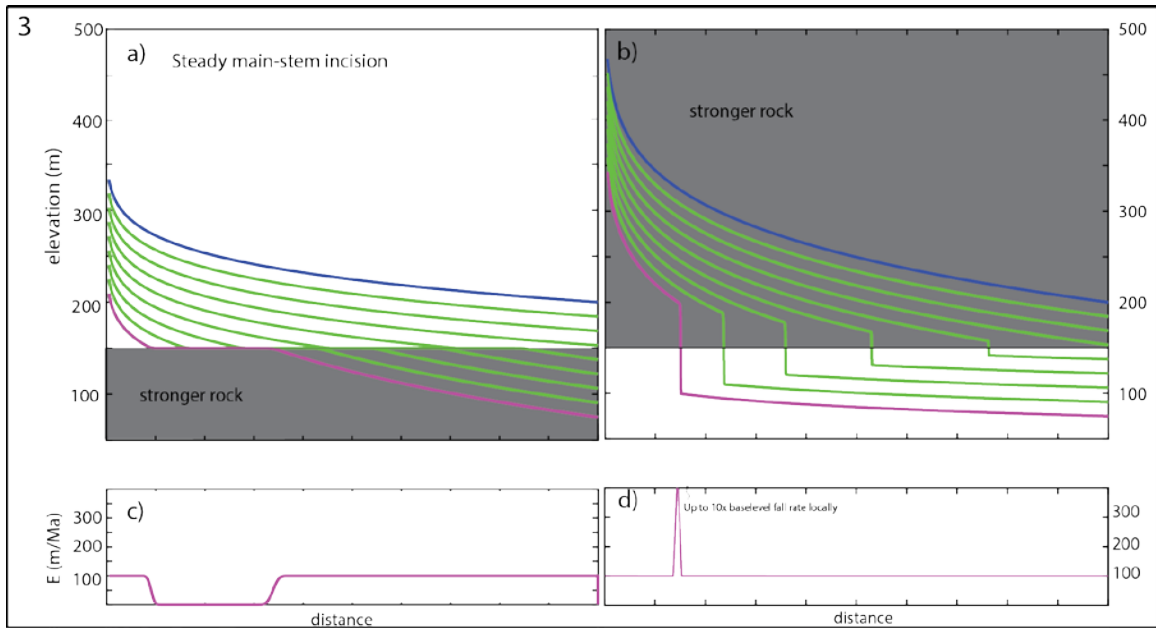 3
a)
Steady main-stem incision
500
400
300
200
100
elevation (m)
stronger rock
b)
stronger rock
500
400
300
200
100
c)
E (m/Ma)
300
200
100
distance
d)
Up to 10x baselevel fall rate locally
300
200
100
distance